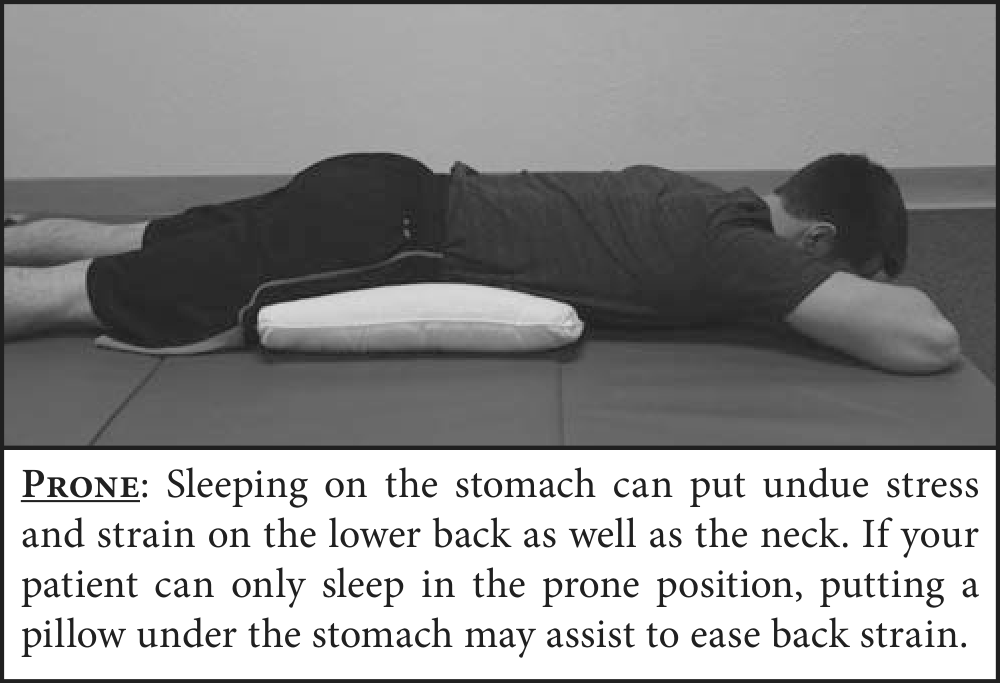 PRONE: Sleeping on the stomach can put undue stress
and strain on the lower back as well as the neck. If your
patient can only sleep in the prone position, putting a
pillow under the stomach may assist to ease back strain.